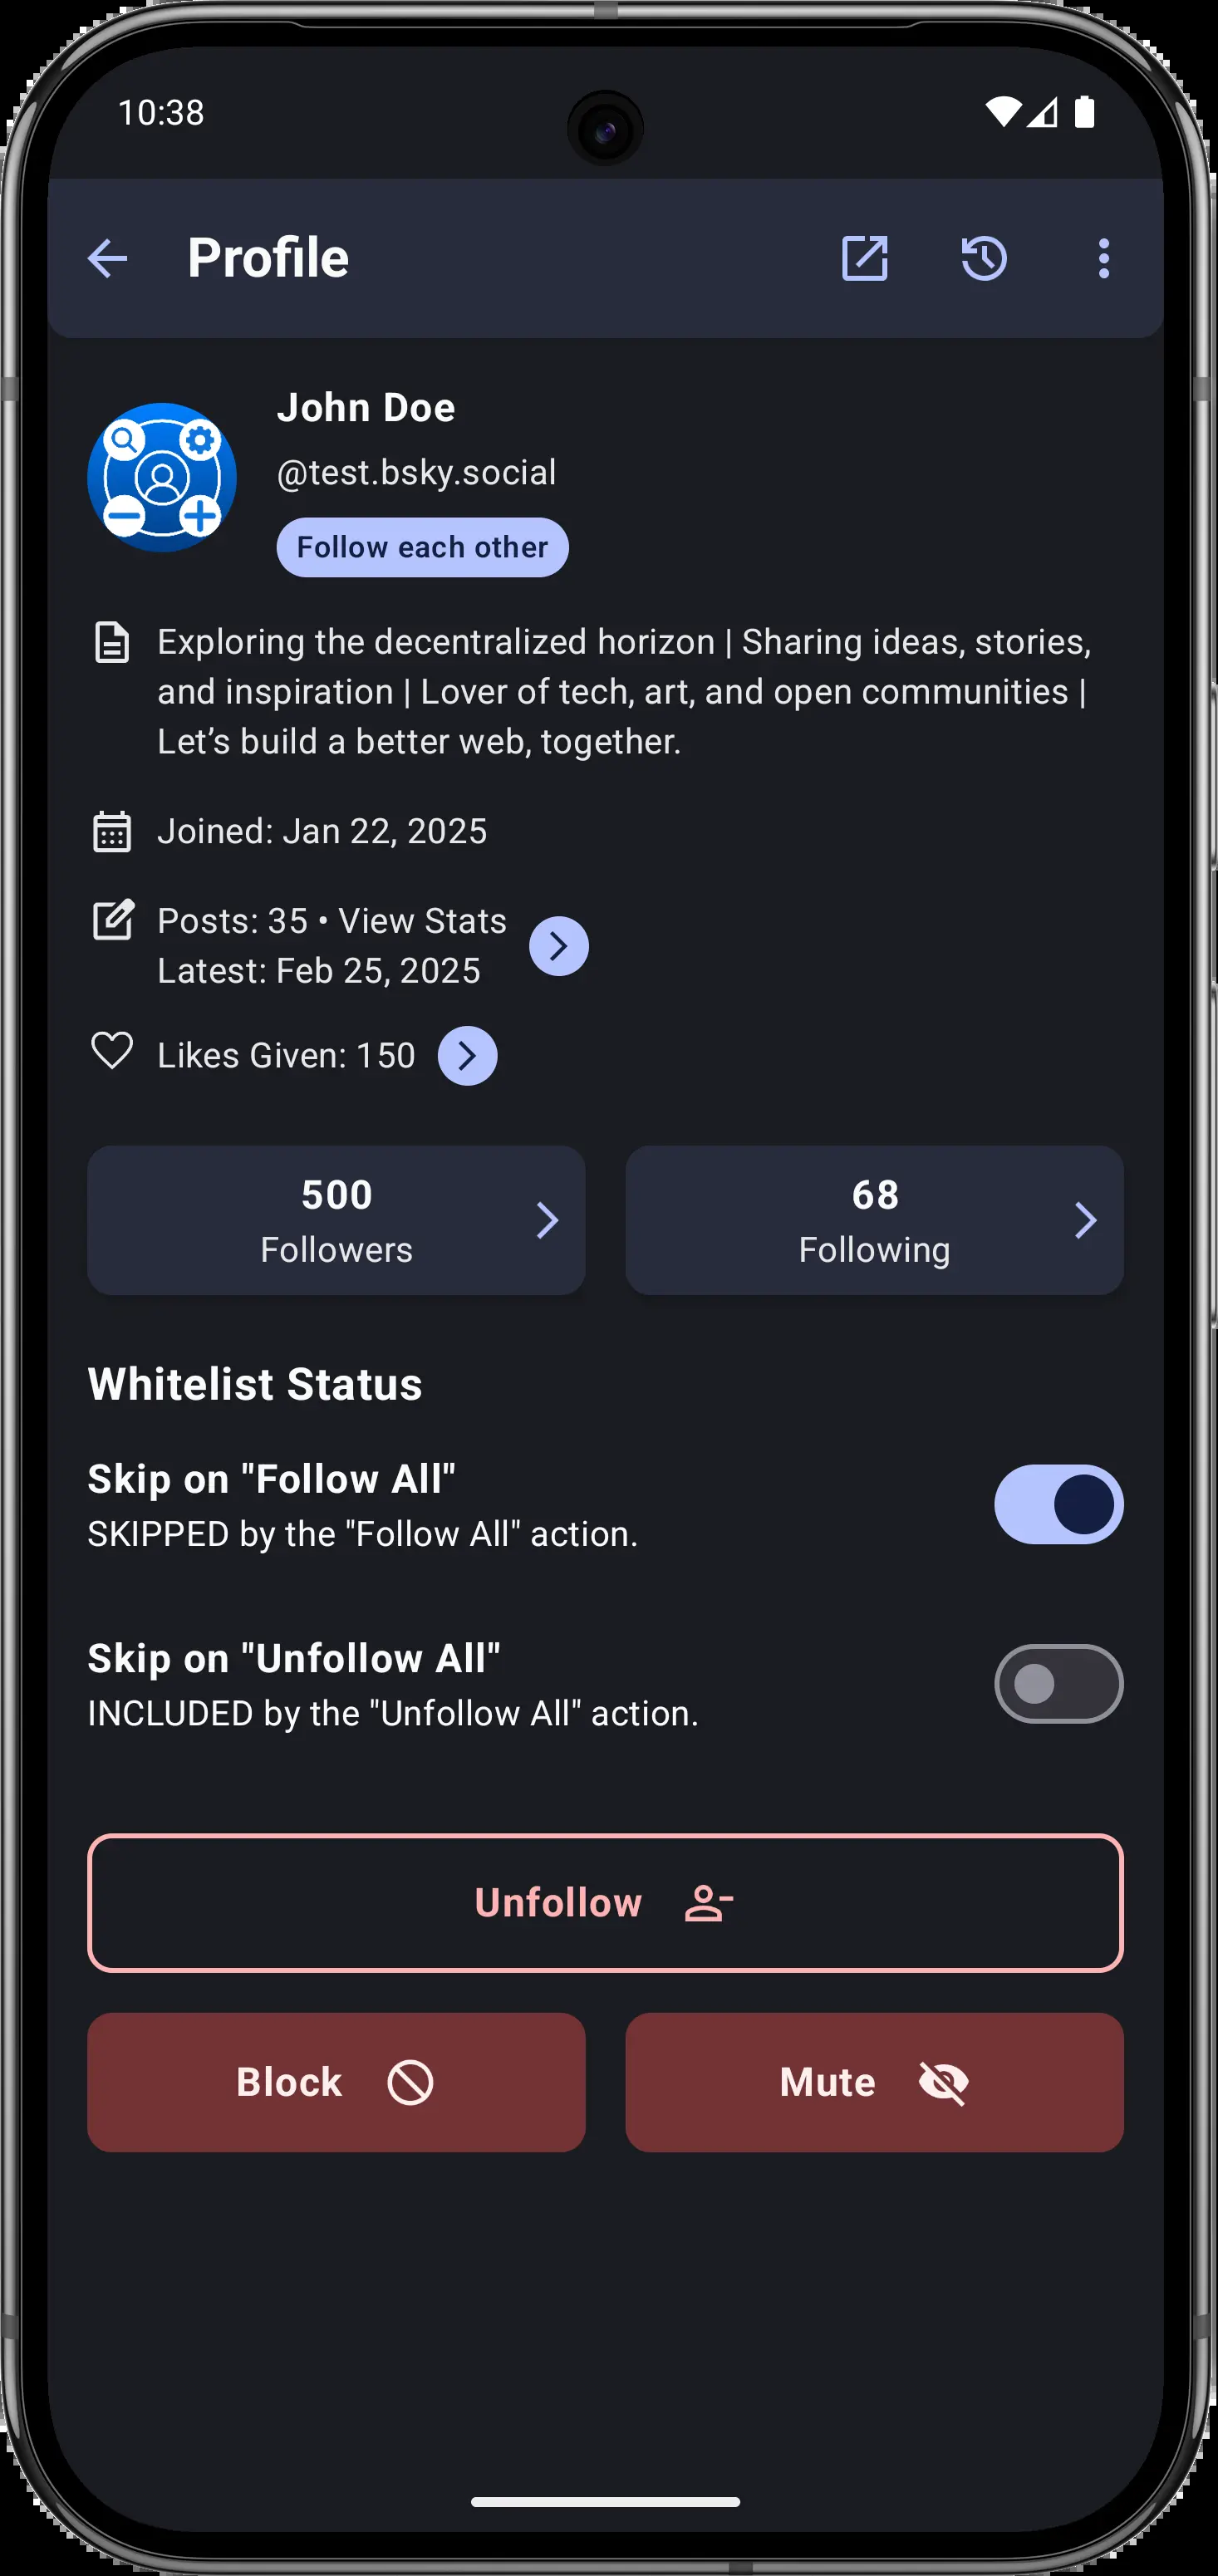 10:38
Profile
John Doe
@test.bsky.social
Follow each other
Exploring the decentralized horizon | Sharing ideas, stories,
and inspiration | Lover of tech, art, and open communities |
Let’s build a better web, together.
Joined: Jan 22, 2025
Posts: 35 • View Stats
Latest: Feb 25, 2025
Likes Given: 150
500
Followers
68
Following
Whitelist Status
Skip on "Follow All"
SKIPPED by the "Follow All" action.
Skip on "Unfollow All"
INCLUDED by the "Unfollow All" action.
Unfollow
Block
Mute